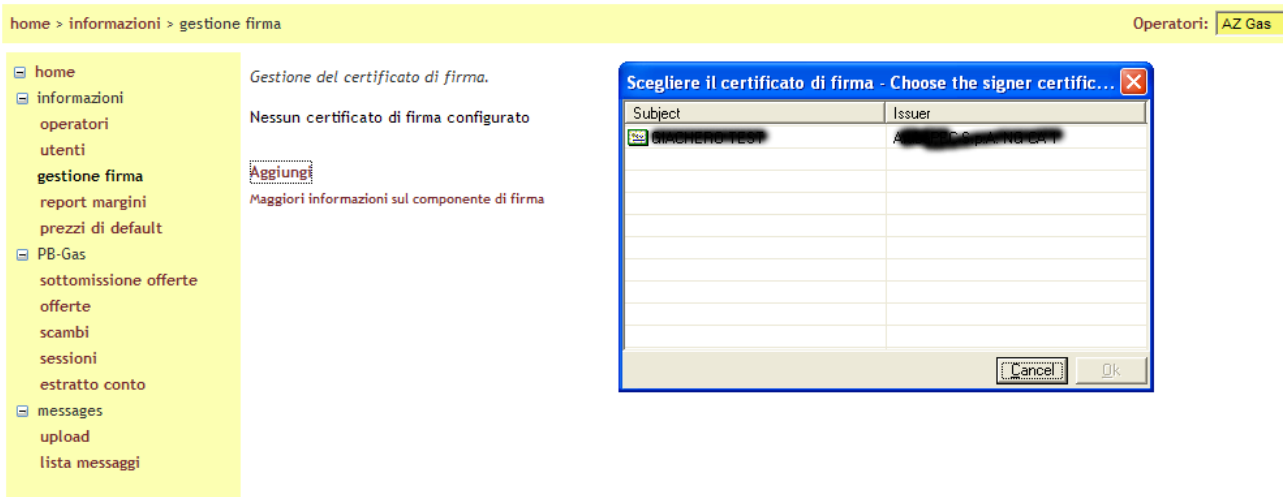 home > informazioni > gestione firma
Operatori: AZ Gas
home
informazioni
operatori
utenti
gestione firma
report margini
prezzi di default
PB-Gas
sottomissione offerte
offerte
scambi
sessioni
estratto conto
messages
upload
lista messaggi
Gestione del certificato di firma.
Nessun certificato di firma configurato
Aggiungi
Maggiori informazioni sul componente di firma
Scegliere il certificato di firma - Choose the signer certific...
Subject Issuer
Cancel Ok